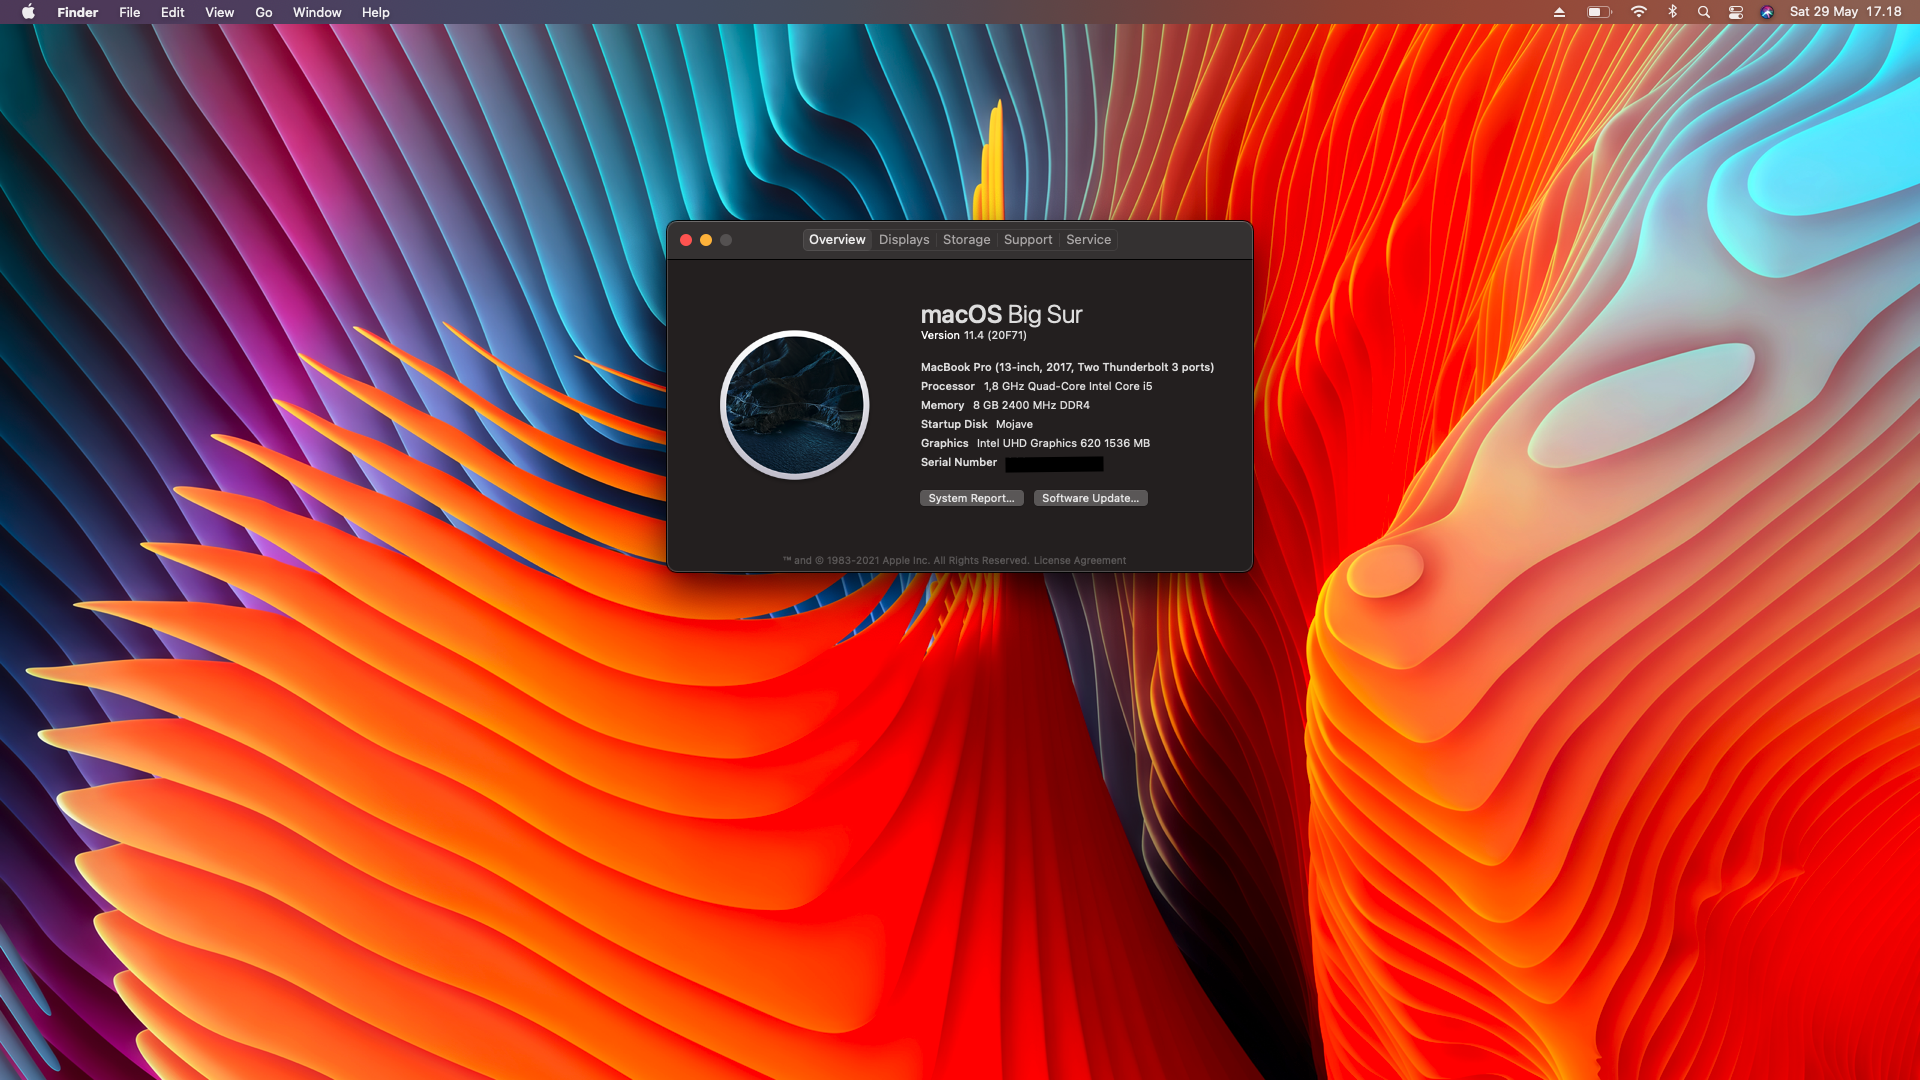 Finder File Edit View Go Window Help Sat 29 May 17.18
Overview Displays Storage Support Service
macOS Big Sur
Version 11.4 (20F71)
MacBook Pro (13-inch, 2017, Two Thunderbolt 3 ports)
Processor 1,8 GHz Quad-Core Intel Core i5
Memory 8 GB 2400 MHz DDR4
Startup Disk Mojave
Graphics Intel UHD Graphics 620 1536 MB
Serial Number
System Report... Software Update...
™ and © 1983-2021 Apple Inc. All Rights Reserved. License Agreement